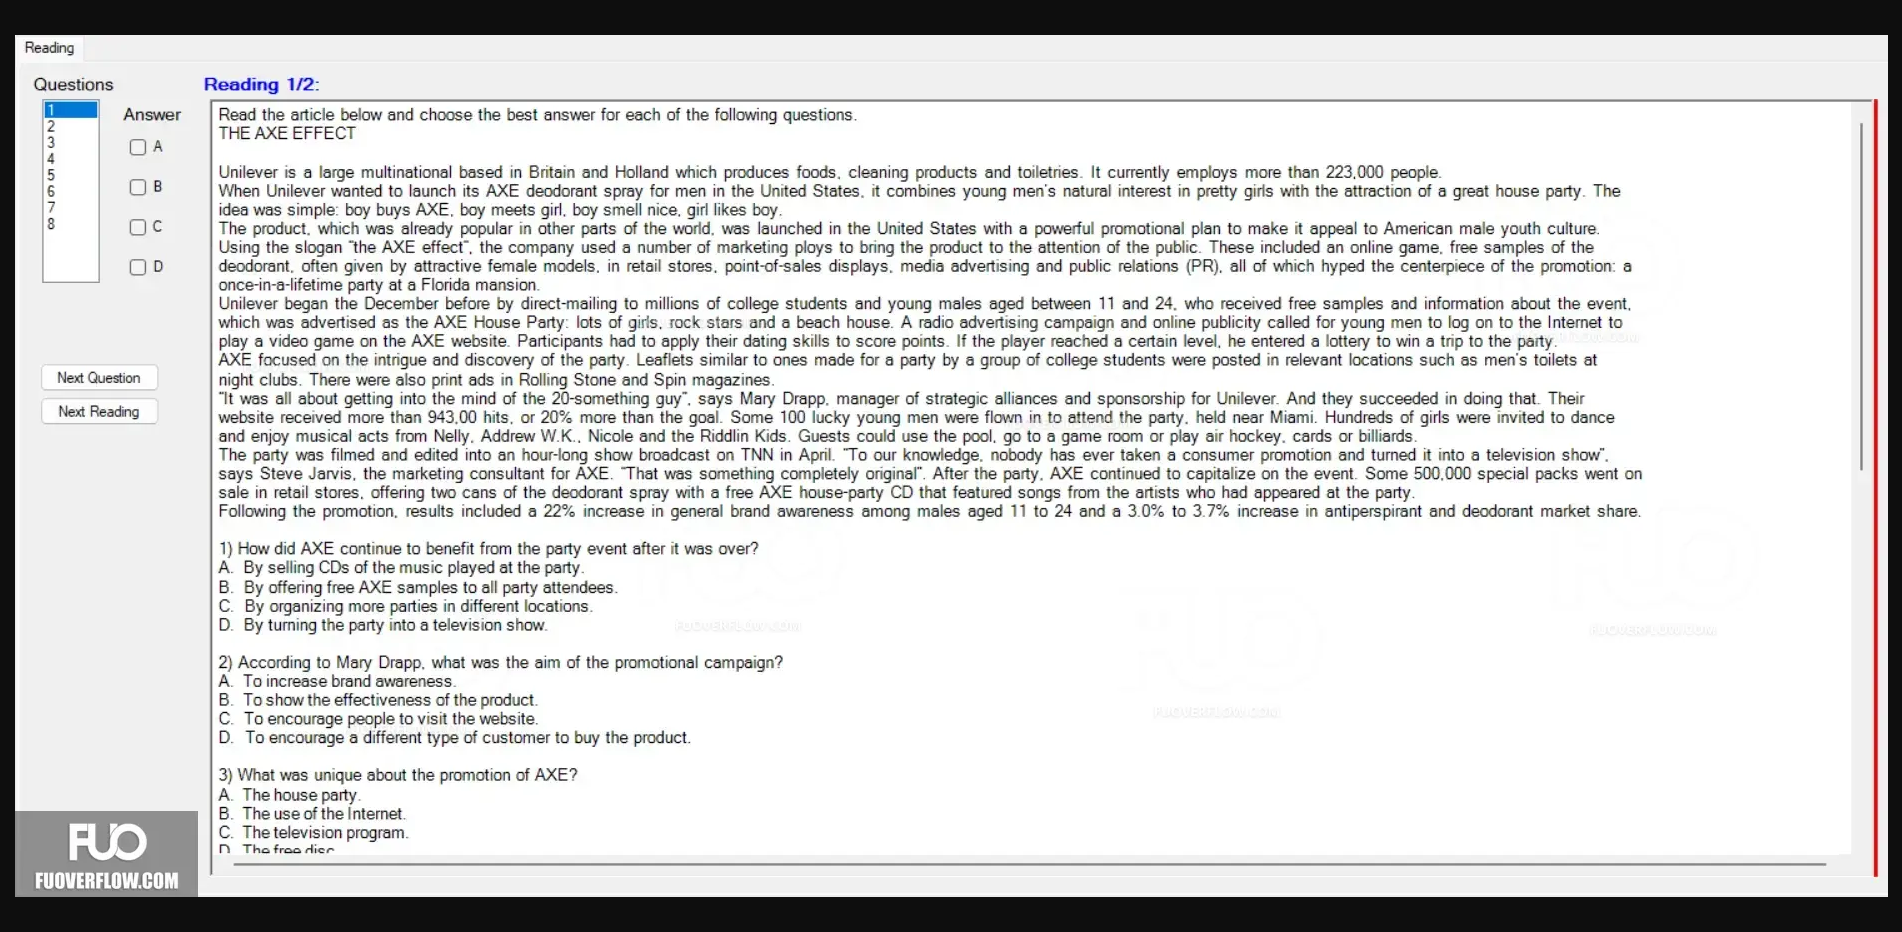 Reading
Questions
1
2
3
4
5
6
7
8
Answer
A
B
C
D
Next Question
Next Reading
Reading 1/2:
Read the article below and choose the best answer for each of the following questions.
THE AXE EFFECT
Unilever is a large multinational based in Britain and Holland which produces foods, cleaning products and toiletries. It currently employs more than 223,000 people.
When Unilever wanted to launch its AXE deodorant spray for men in the United States, it combines young men's natural interest in pretty girls with the attraction of a great house party. The
idea was simple: boy buys AXE, boy meets girl, boy smell nice, girl likes boy.
The product, which was already popular in other parts of the world, was launched in the United States with a powerful promotional plan to make it appeal to American male youth culture.
Using the slogan "the AXE effect", the company used a number of marketing ploys to bring the product to the attention of the public. These included an online game, free samples of the
deodorant, often given by attractive female models, in retail stores, point-of-sales displays, media advertising and public relations (PR), all of which hyped the centerpiece of the promotion: a
once-in-a-lifetime party at a Florida mansion.
Unilever began the December before by direct-mailing to millions of college students and young males aged between 11 and 24, who received free samples and information about the event,
which was advertised as the AXE House Party: lots of girls, rock stars and a beach house. A radio advertising campaign and online publicity called for young men to log on to the Internet to
play a video game on the AXE website. Participants had to apply their dating skills to score points. If the player reached a certain level, he entered a lottery to win a trip to the party.
AXE focused on the intrigue and discovery of the party. Leaflets similar to ones made for a party by a group of college students were posted in relevant locations such as men's toilets at
night clubs. There were also print ads in Rolling Stone and Spin magazines.
"It was all about getting into the mind of the 20-something guy", says Mary Drapp, manager of strategic alliances and sponsorship for Unilever. And they succeeded in doing that. Their
website received more than 943,00 hits, or 20% more than the goal. Some 100 lucky young men were flown in to attend the party, held near Miami. Hundreds of girls were invited to dance
and enjoy musical acts from Nelly, Addrew W.K., Nicole and the Riddlin Kids. Guests could use the pool, go to a game room or play air hockey, cards or billiards.
The party was filmed and edited into an hour-long show broadcast on TNN in April. "To our knowledge, nobody has ever taken a consumer promotion and turned it into a television show",
says Steve Jarvis, the marketing consultant for AXE. "That was something completely original". After the party, AXE continued to capitalize on the event. Some 500,000 special packs went on
sale in retail stores, offering two cans of the deodorant spray with a free AXE house-party CD that featured songs from the artists who had appeared at the party.
Following the promotion, results included a 22% increase in general brand awareness among males aged 11 to 24 and a 3.0% to 3.7% increase in antiperspirant and deodorant market share.
1) How did AXE continue to benefit from the party event after it was over?
A. By selling CDs of the music played at the party.
B. By offering free AXE samples to all party attendees.
C. By organizing more parties in different locations.
D. By turning the party into a television show.
2) According to Mary Drapp, what was the aim of the promotional campaign?
A. To increase brand awareness.
B. To show the effectiveness of the product.
C. To encourage people to visit the website.
D. To encourage a different type of customer to buy the product.
3) What was unique about the promotion of AXE?
A. The house party.
B. The use of the Internet.
C. The television program.
D. The free disc
FUO
FUOVERFLOW.COM
FUOVERFLOW.COM
FUOVERFLOW.COM
FUOVERFLOW.COM